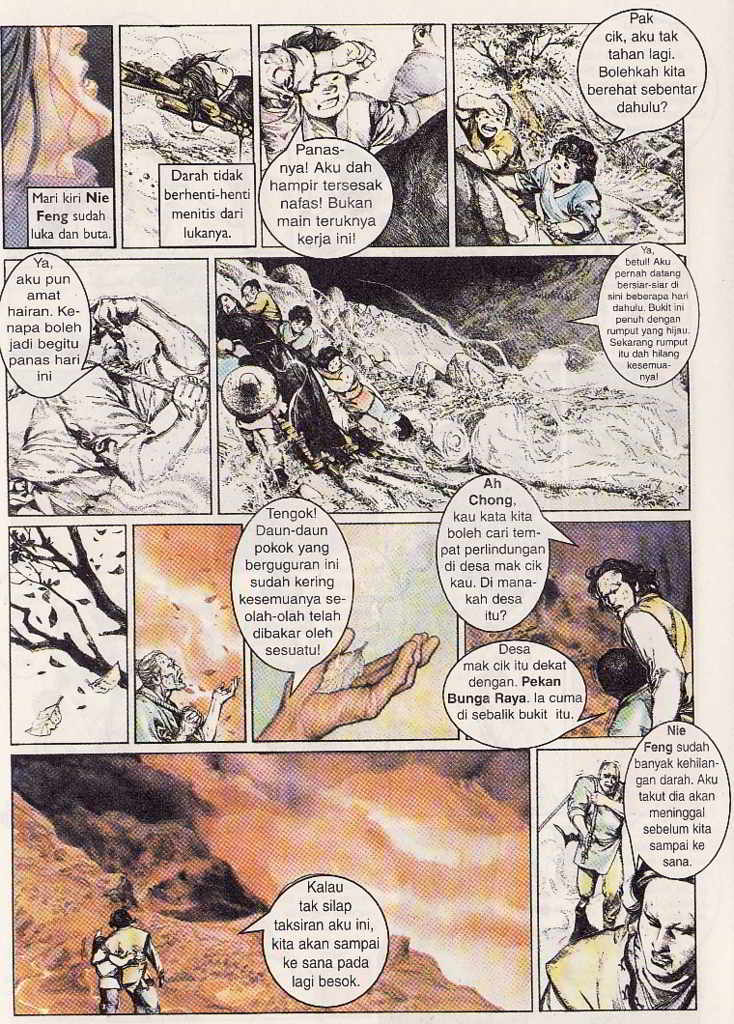 Mari kiri Nie
Feng sudah
luka dan buta.
Darah tidak
berhenti-henti
menitis dari
lukanya.
Panas-
nya! Aku dah
hampir tersesak
nafas! Bukan
main teruknya
kerja ini!
Pak
cik, aku tak
tahan lagi.
Bolehkah kita
berehat sebentar
dahulu?
Ya,
aku pun
amat
hairan. Ke-
napa boleh
jadi begitu
panas hari
ini
Ya,
betul! Aku
pernah datang
bersiar-siar di
sini beberapa hari
dahulu. Bukit ini
penuh dengan
rumput yang hijau.
Sekarang rumput
itu dah hilang
kesemua-
nya!
Tengok!
Daun-daun
pokok yang
berguguran ini
sudah kering
kesemuanya se-
olah-olah telah
dibakar oleh
sesuatu!
Ah
Chong,
kau kata kita
boleh cari tem-
pat perlindungan
di desa mak cik
kau. Di mana-
kah desa
itu?
Desa
mak cik itu dekat
dengan. Pekan
Bunga Raya. Ia cuma
di sebalik bukit itu.
Kalau
tak silap
taksiran aku ini,
kita akan sampai
ke sana pada
lagi besok.
Nie
Feng sudah
banyak kehilan-
gan darah. Aku
takut dia akan
meninggal
sebelum kita
sampai ke
sana.